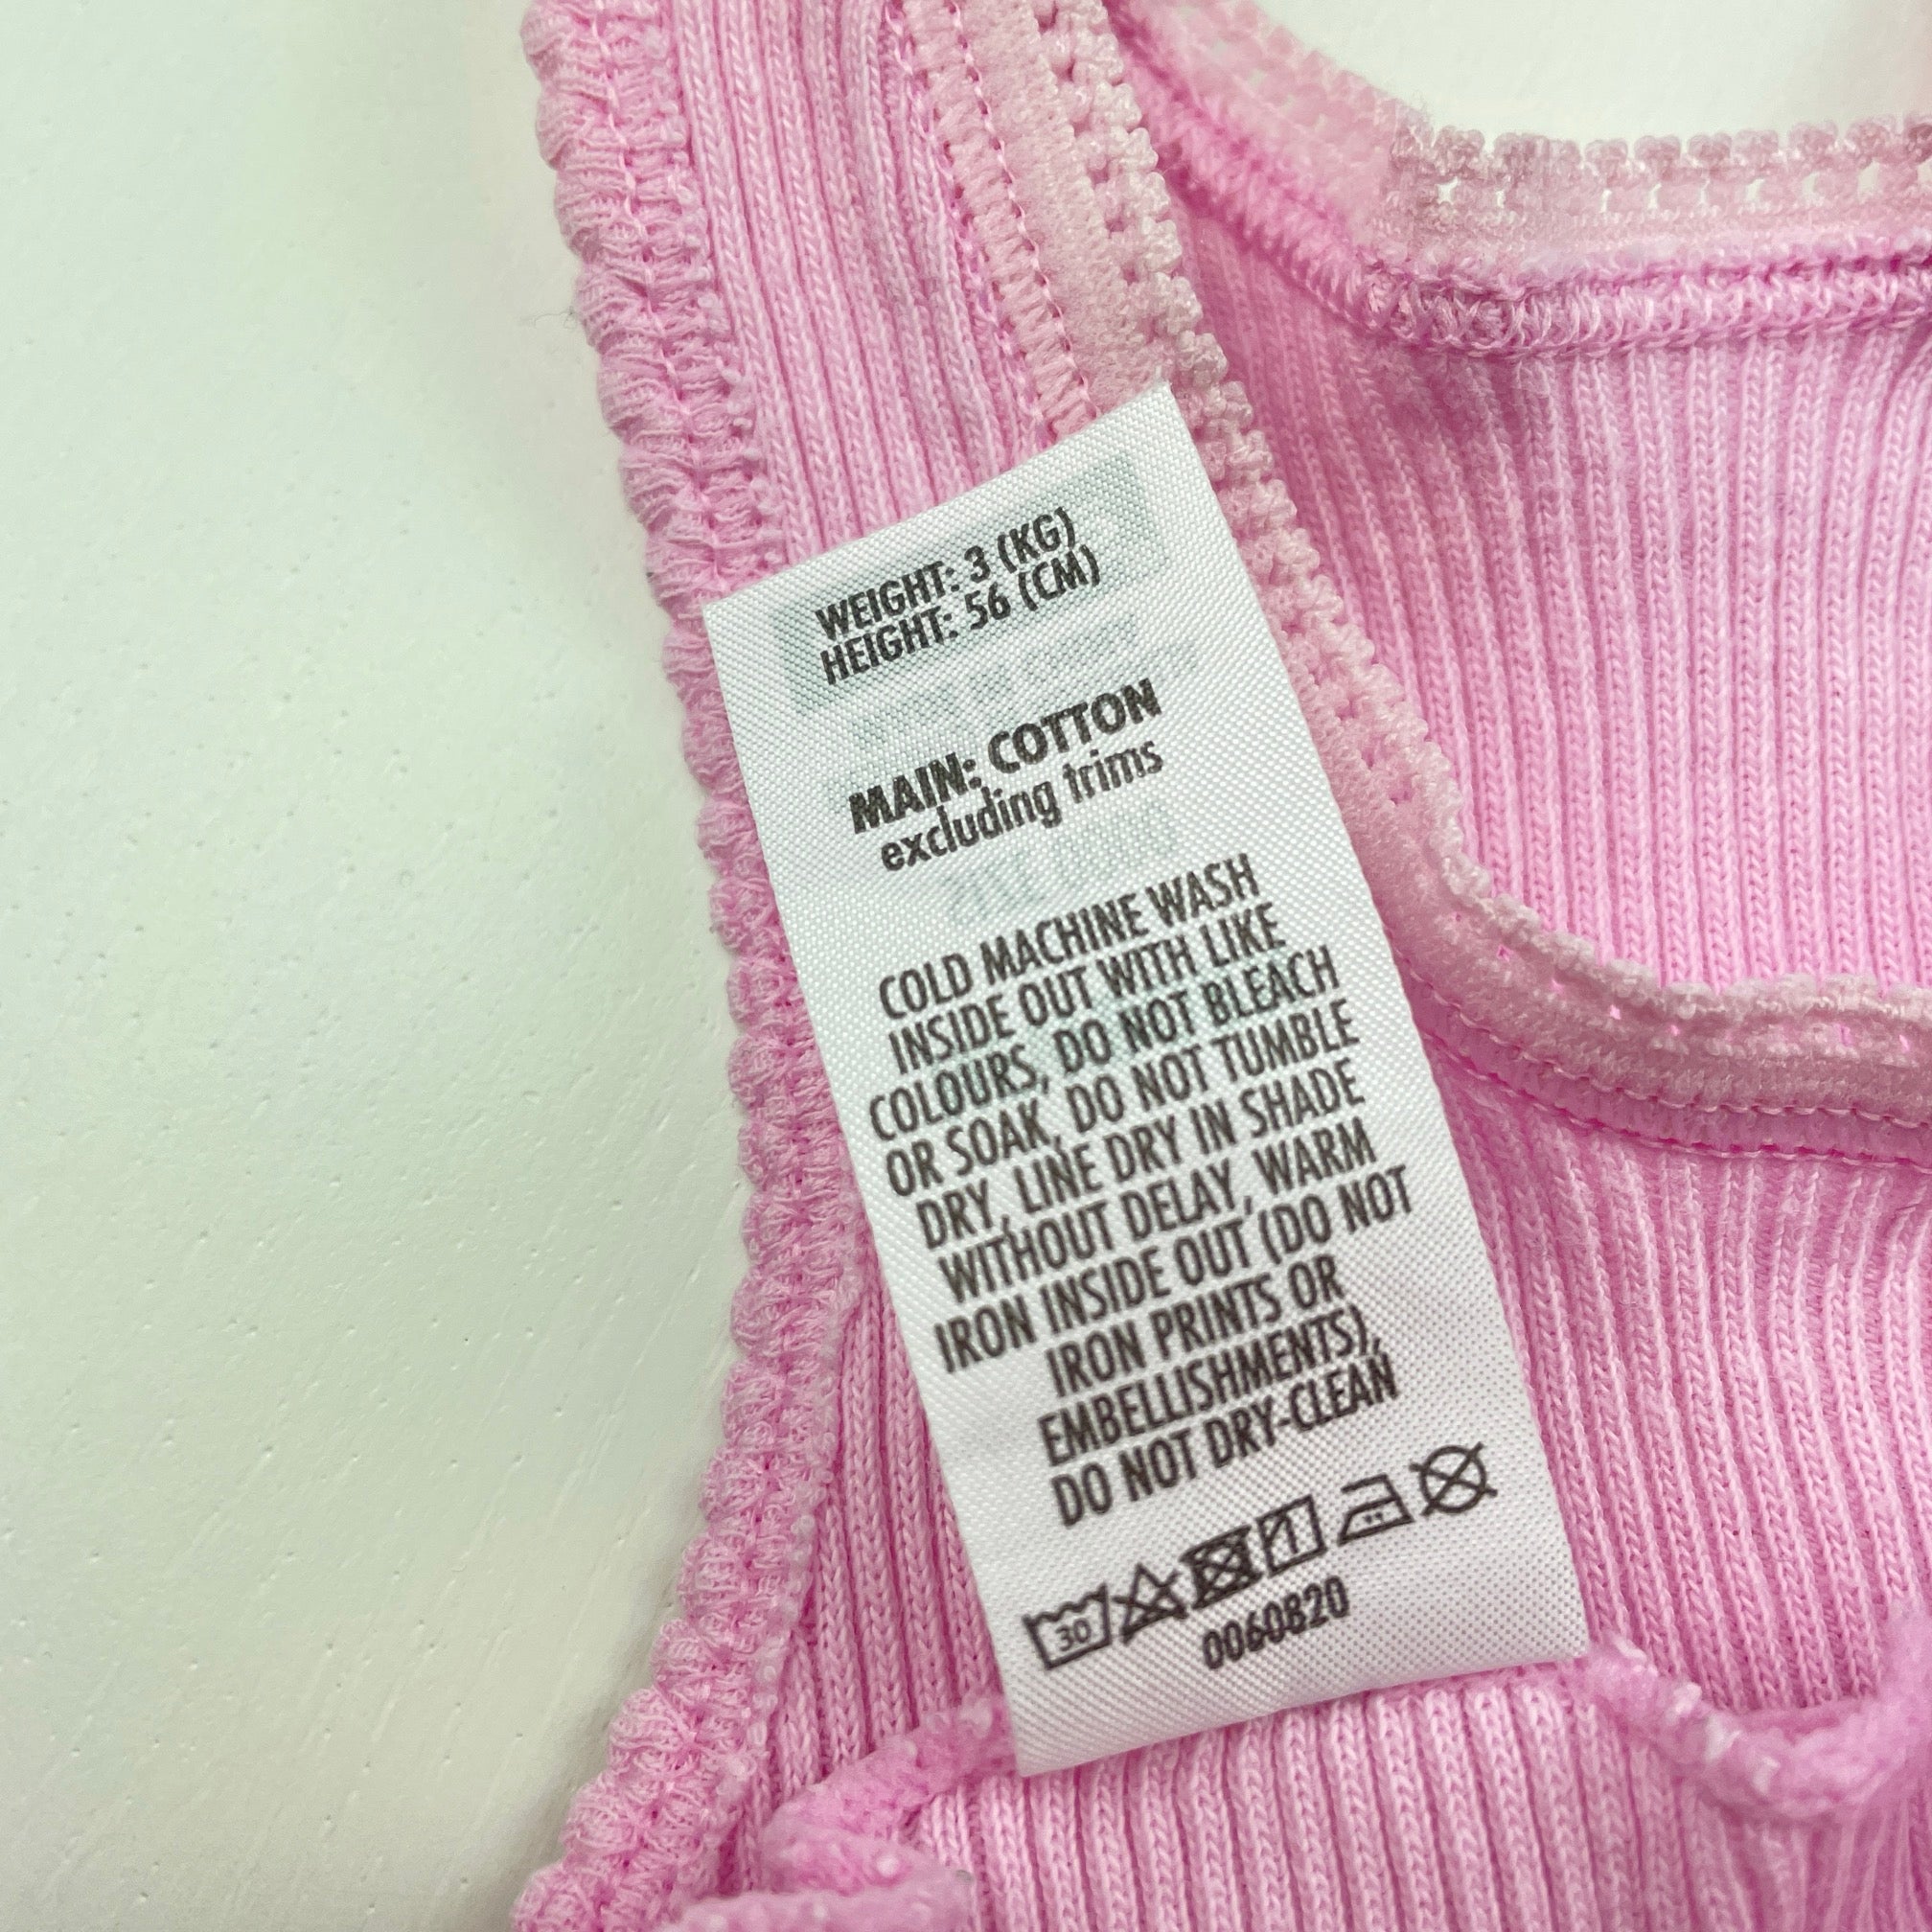 WEIGHT: 3 (KG)
HEIGHT: 56 (CM)
MAIN: COTTON
excluding trims
COLD MACHINE WASH
INSIDE OUT WITH LIKE
COLOURS, DO NOT BLEACH
OR SOAK, DO NOT TUMBLE
DRY, LINE DRY IN SHADE
WITHOUT DELAY, WARM
IRON INSIDE OUT (DO NOT
IRON PRINTS OR
EMBELLISHMENTS),
DO NOT DRY-CLEAN
30
0060820